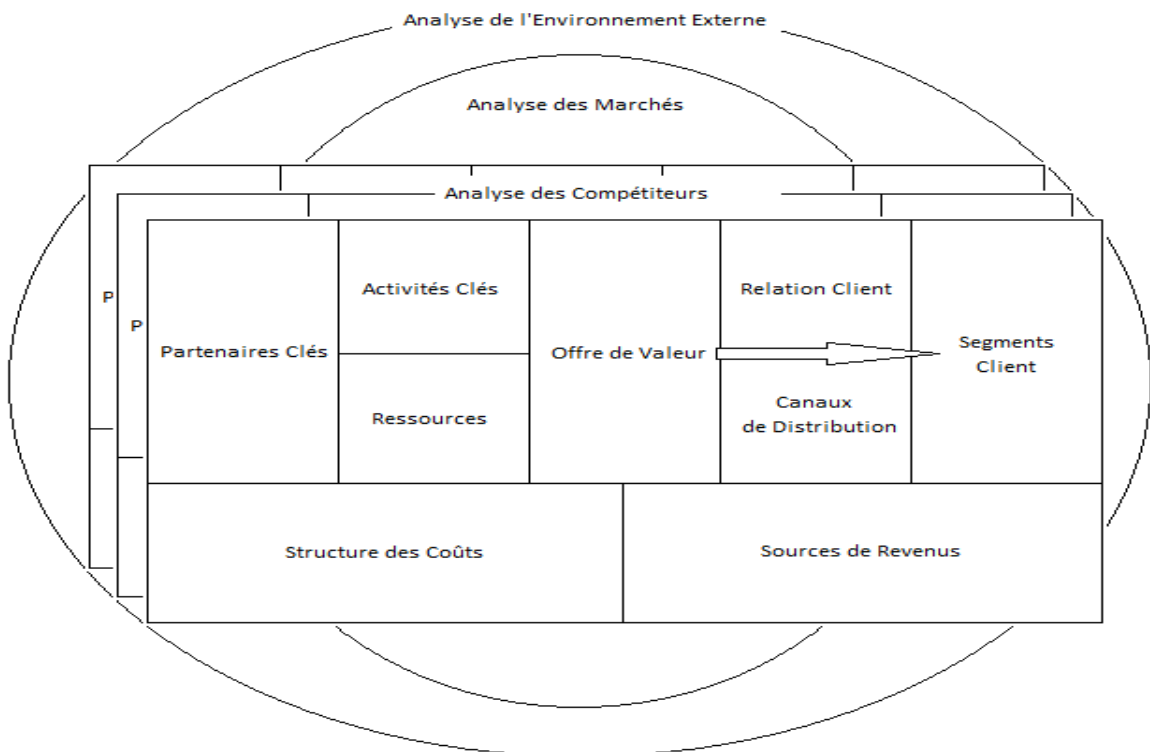 Analyse de l'Environnement Externe
Analyse des Marchés
Analyse des Compétiteurs
P
P
Partenaires Clés
Activités Clés
Ressources
Offre de Valeur
Relation Client
Canaux
de Distribution
Segments
Client
Structure des Coûts
Sources de Revenus